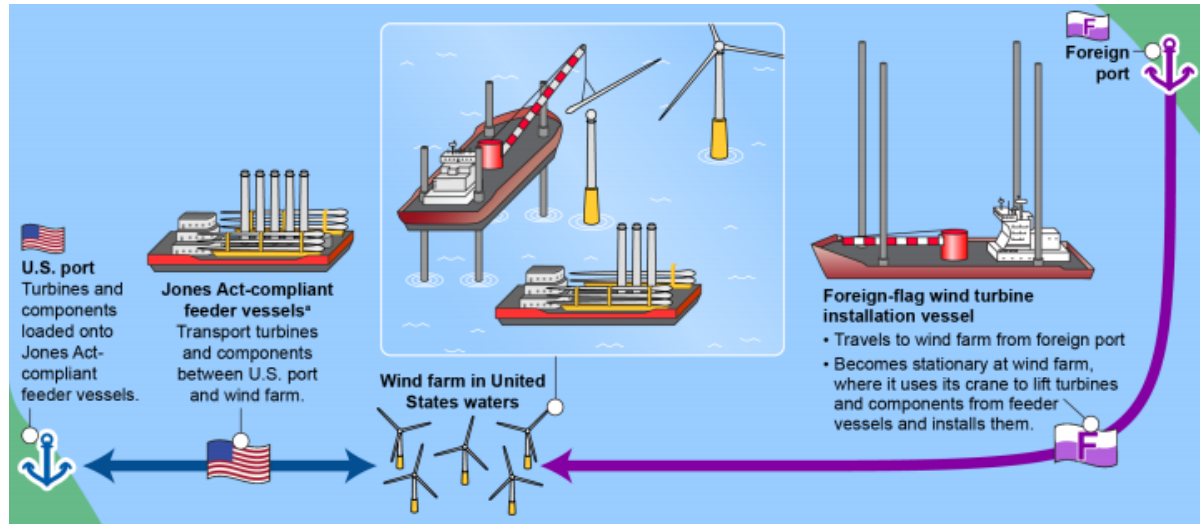 U.S. port
Turbines and
components
loaded onto
Jones Act-
compliant
feeder vessels.
Jones Act-compliant
feeder vesselsᵃ
Transport turbines
and components
between U.S. port
and wind farm.
Wind farm in United
States waters
Foreign-flag wind turbine
installation vessel
• Travels to wind farm from foreign port
• Becomes stationary at wind farm,
where it uses its crane to lift turbines
and components from feeder
vessels and installs them.
F
Foreign
port
F